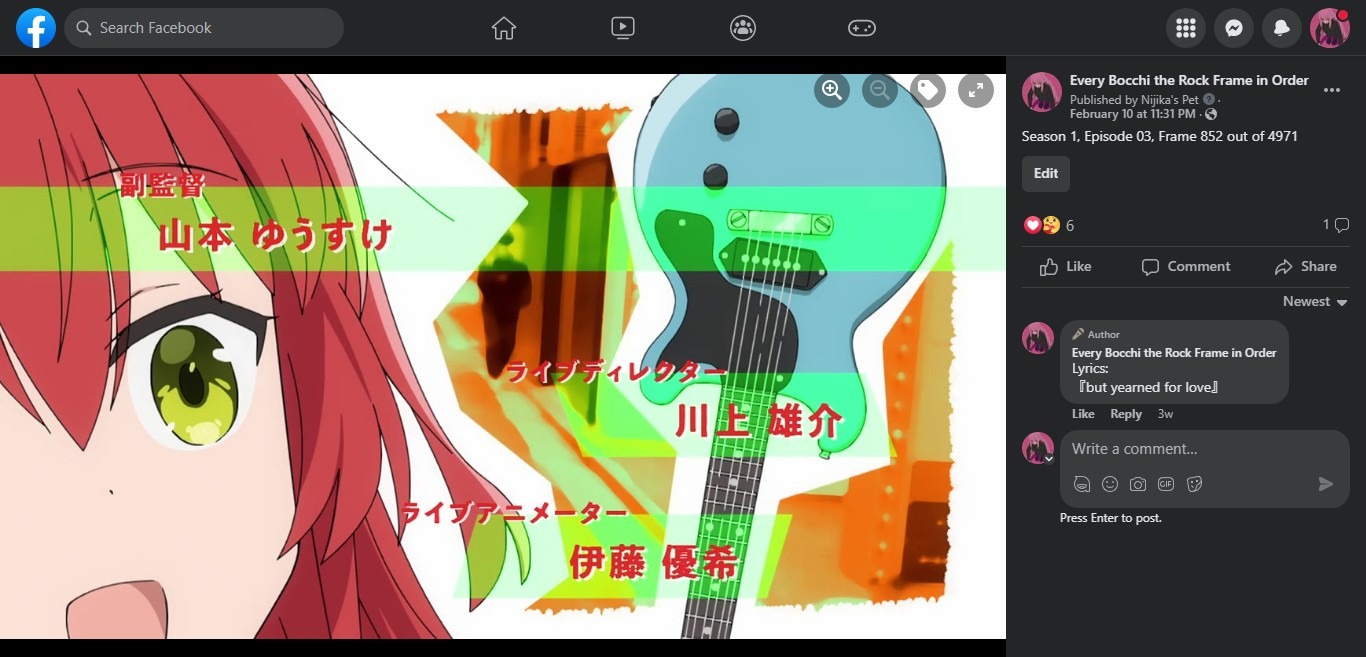 Search Facebook
副監督
山本 ゆうすけ
ライブディレクター
川上 雄介
ライブアニメーター
伊藤 優希
Every Bocchi the Rock Frame in Order
Published by Nijika's Pet ·
February 10 at 11:31 PM ·
Season 1, Episode 03, Frame 852 out of 4971
Edit
6
1
Like
Comment
Share
Newest
Author
Every Bocchi the Rock Frame in Order
Lyrics:
『but yearned for love』
Like Reply 3w
Write a comment...
GIF
Press Enter to post.